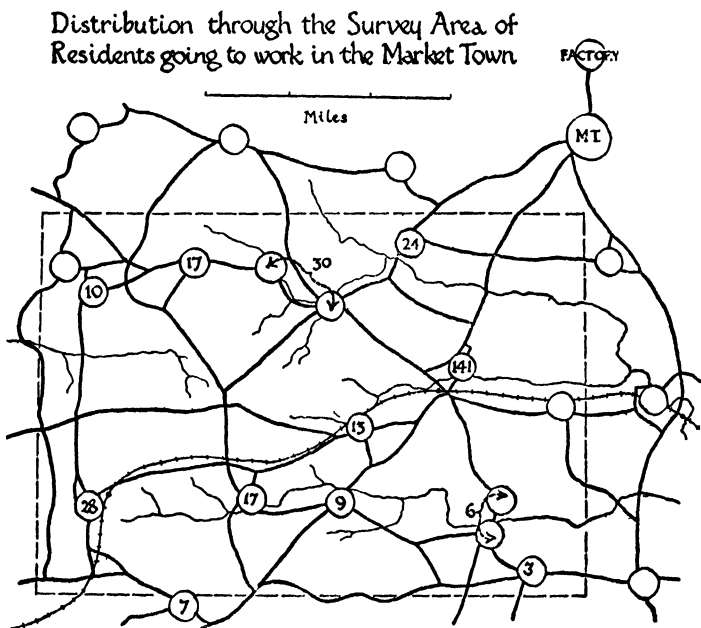 Distribution through the Survey Area of
Residents going to work in the Market Town
FACTORY
Miles
M.T.
24
17
30
10
141
13
28
17
9
6
3
7